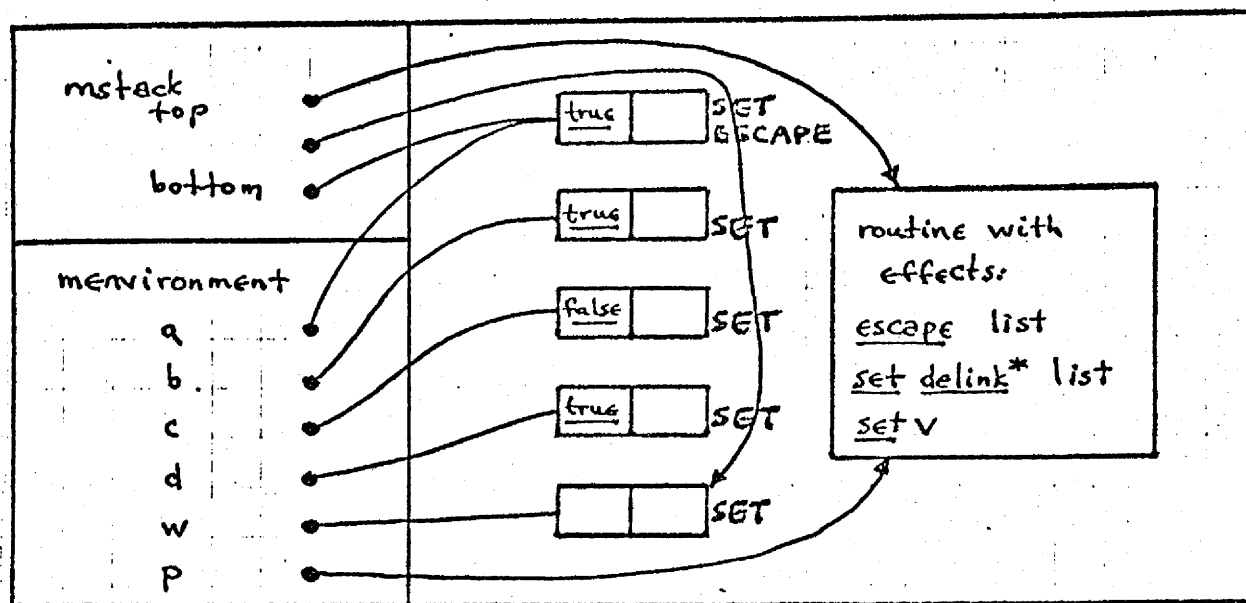 mstack
top
bottom
menvironment
a
b
c
d
w
p
true SET
ESCAPE
true SET
false SET
true SET
SET
routine with
effects:
escape list
set delink* list
set v